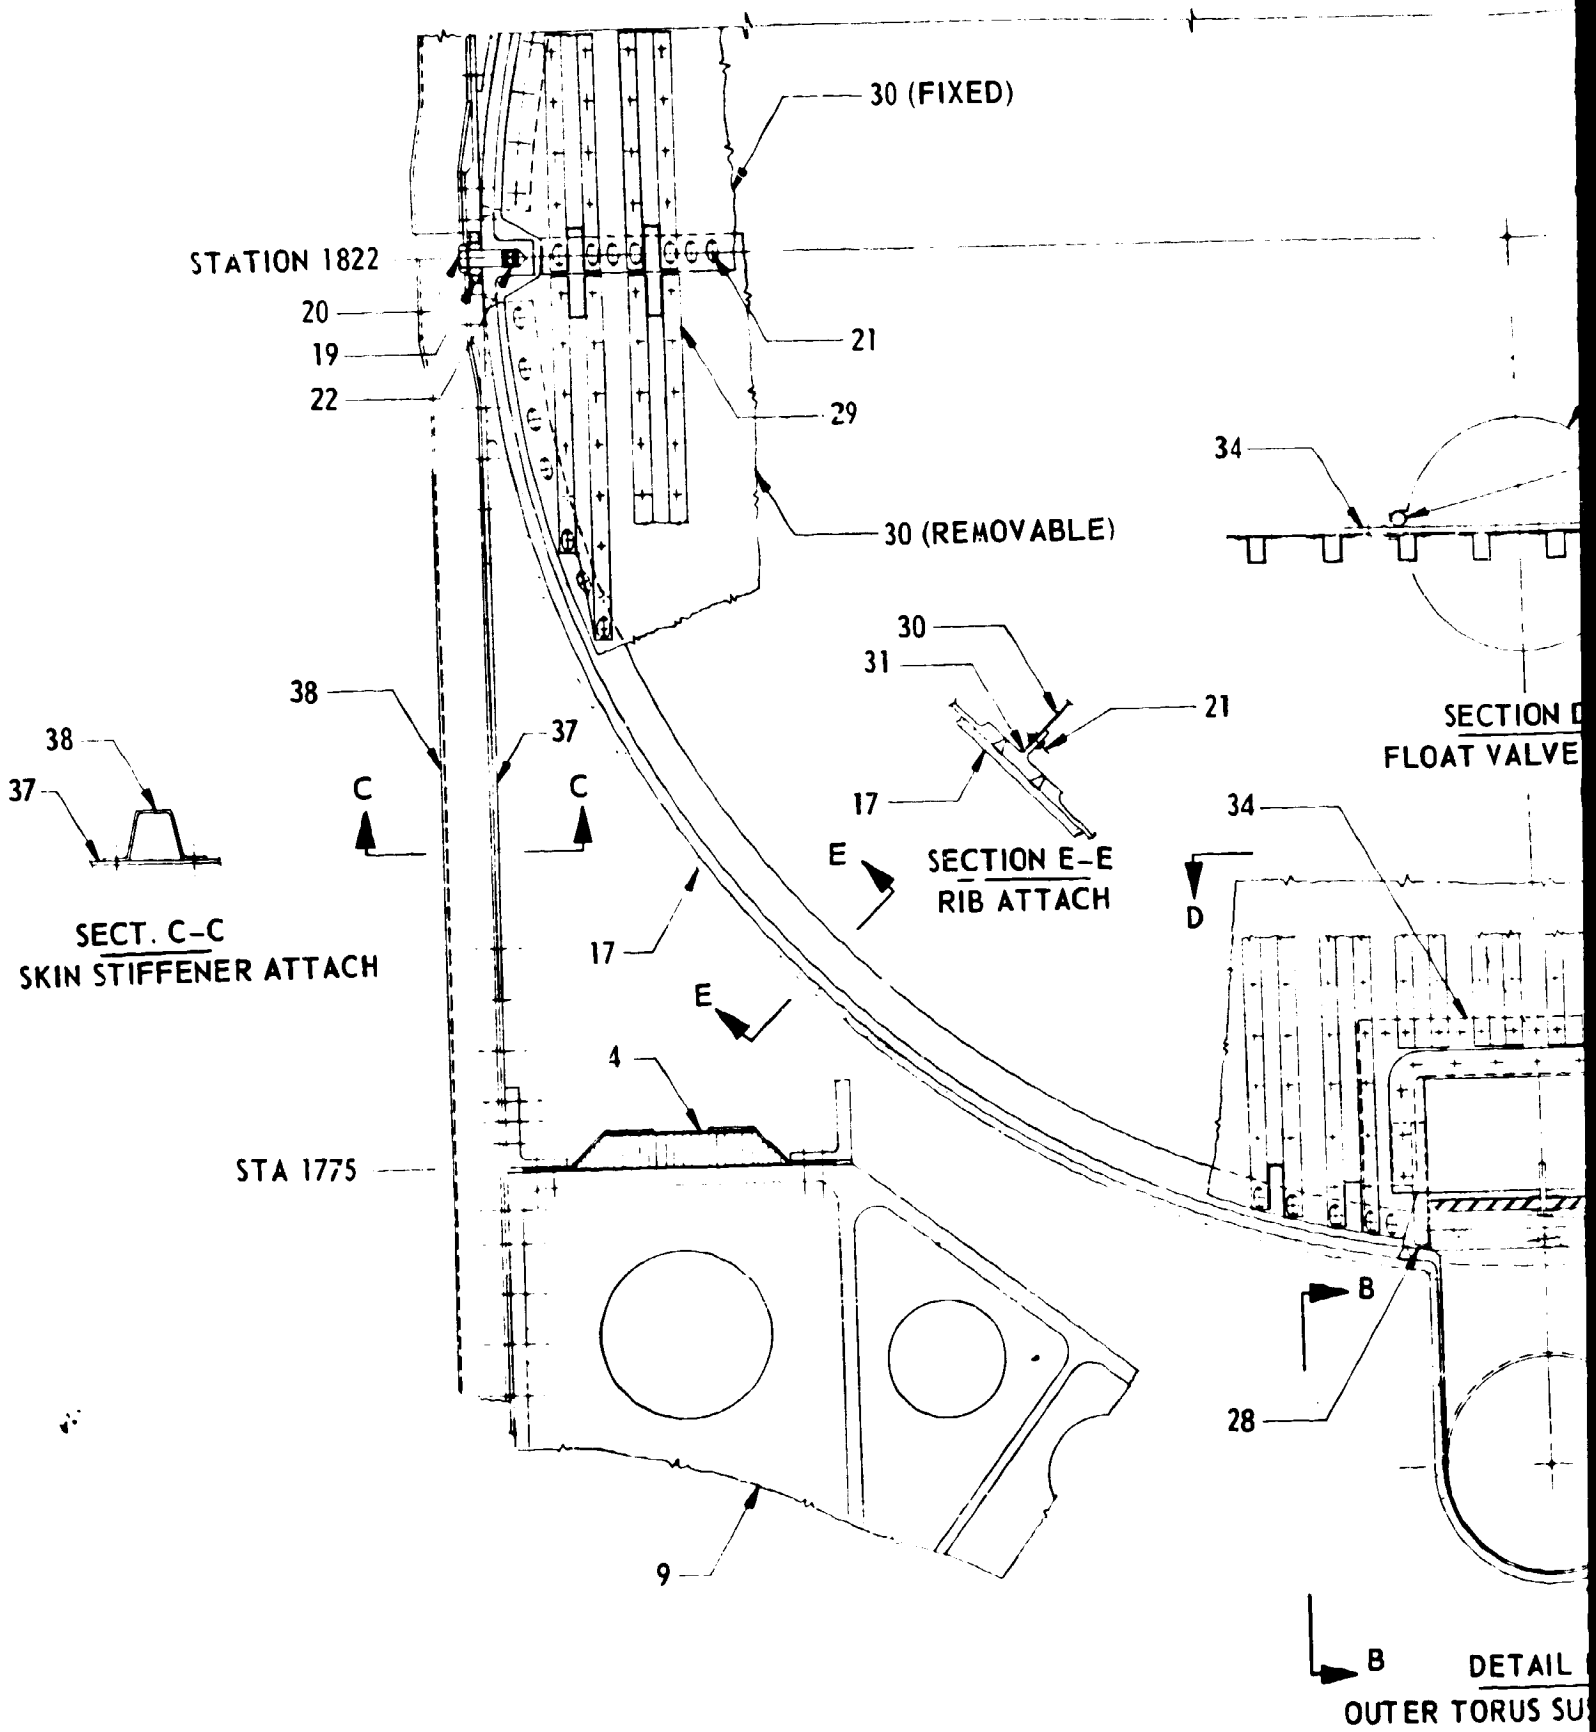 30 (FIXED)
STATION 1822
20
19
22
21
29
34
30 (REMOVABLE)
30
31
21
38
37
38
37
17
SECTION
FLOAT VALVE
C
C
34
SECTION E-E
RIB ATTACH
E
D
SECT. C-C
SKIN STIFFENER ATTACH
17
E
4
STA 1775
B
28
9
B
DETAIL
OUTER TORUS